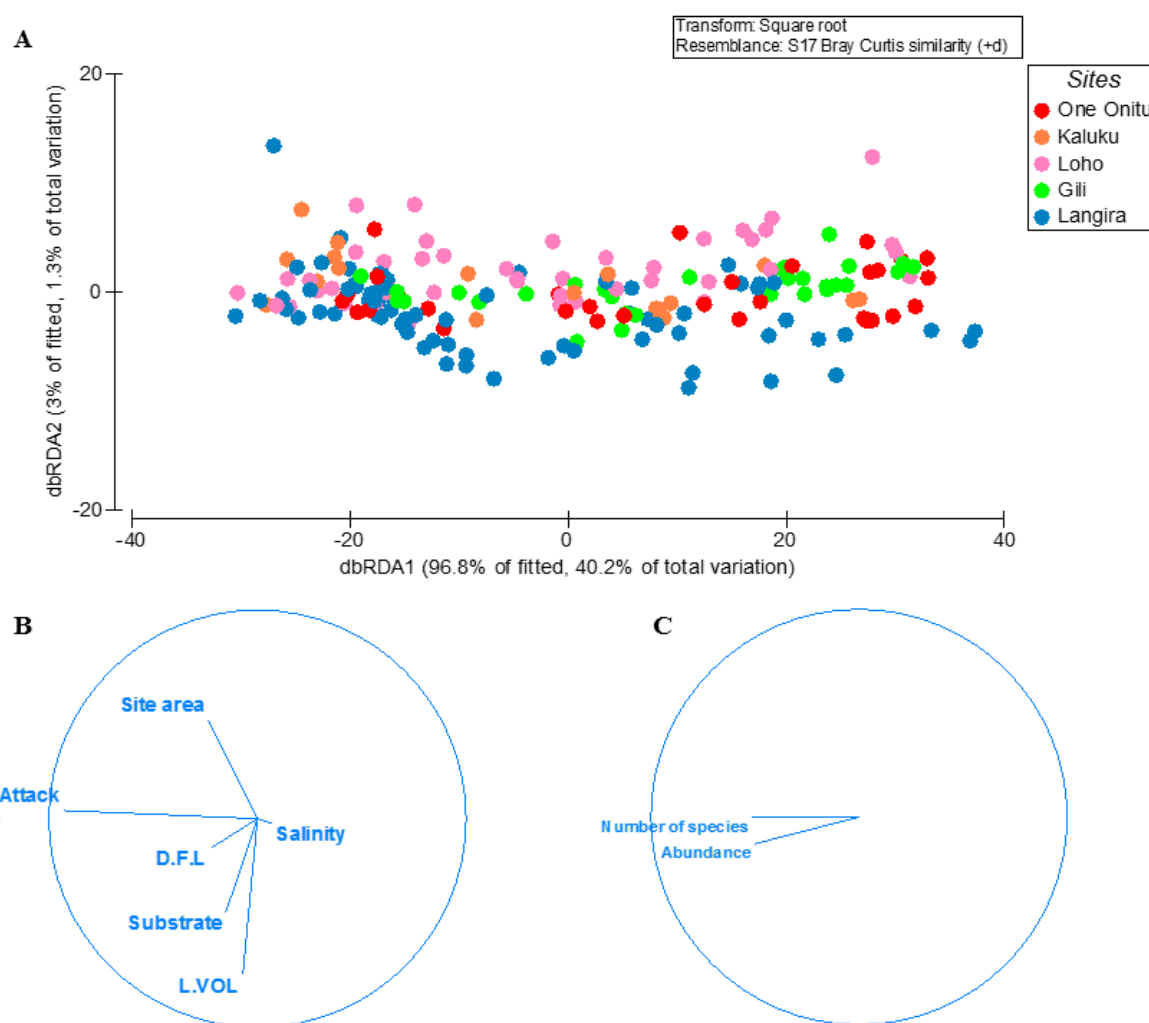 A
Transform: Square root
Resemblance: S17 Bray Curtis similarity (+d)
Sites
One Onitu
Kaluku
Loho
Gili
Langira
20
0
-20
dbRDA2 (3% of fitted, 1.3% of total variation)
-40
-20
0
20
40
dbRDA1 (96.8% of fitted, 40.2% of total variation)
B
Site area
Attack
Salinity
D.F.L
Substrate
L.VOL
C
Number of species
Abundance